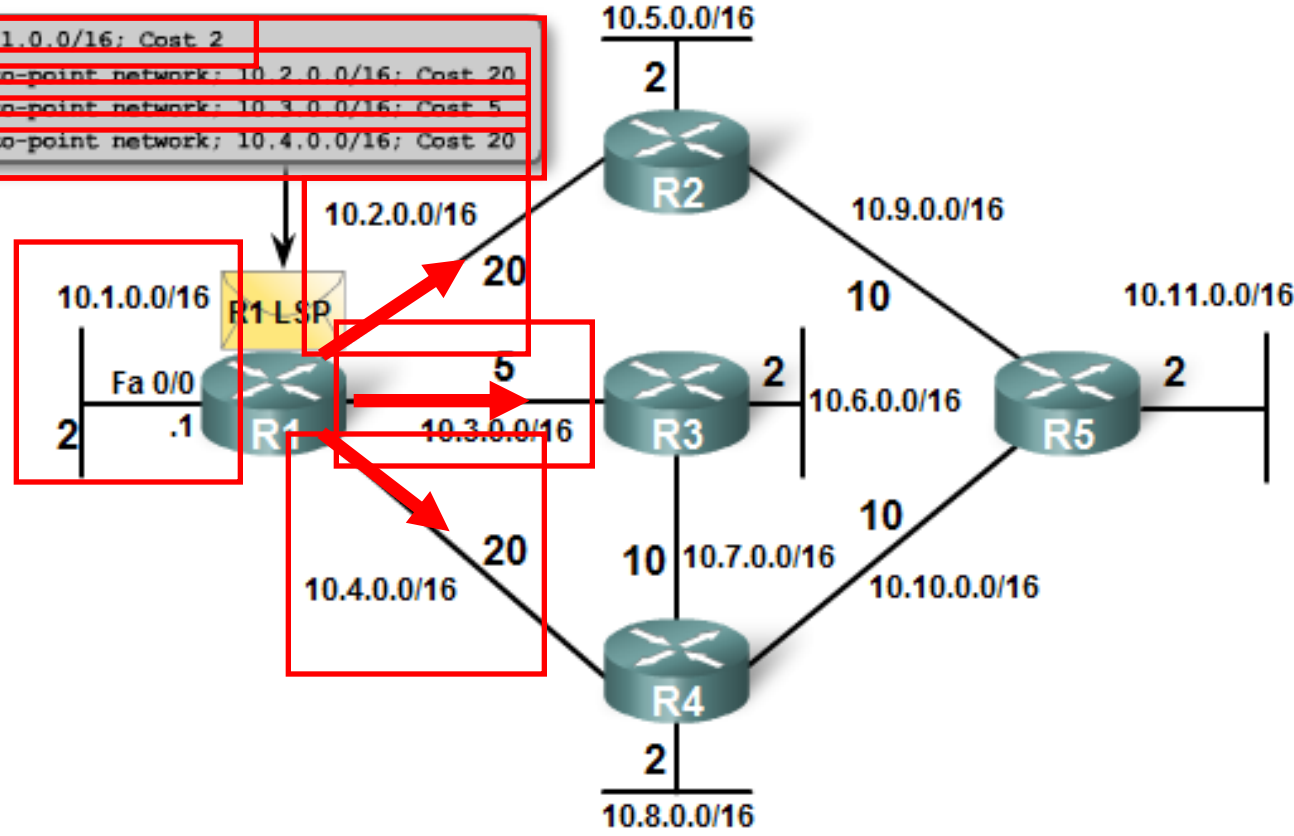 10.5.0.0/16
1.0.0/16; Cost 2
o-point network; 10.2.0.0/16; Cost 20
o-point network; 10.3.0.0/16; Cost 5
o-point network; 10.4.0.0/16; Cost 20
2
R2
10.2.0.0/16
10.9.0.0/16
20
10.1.0.0/16
R1 LSP
10
10.11.0.0/16
Fa 0/0
5
2
2
10.6.0.0/16
.1
2
R1
10.3.0.0/16
R3
R5
10
20
10
10.7.0.0/16
10.4.0.0/16
10.10.0.0/16
R4
2
10.8.0.0/16